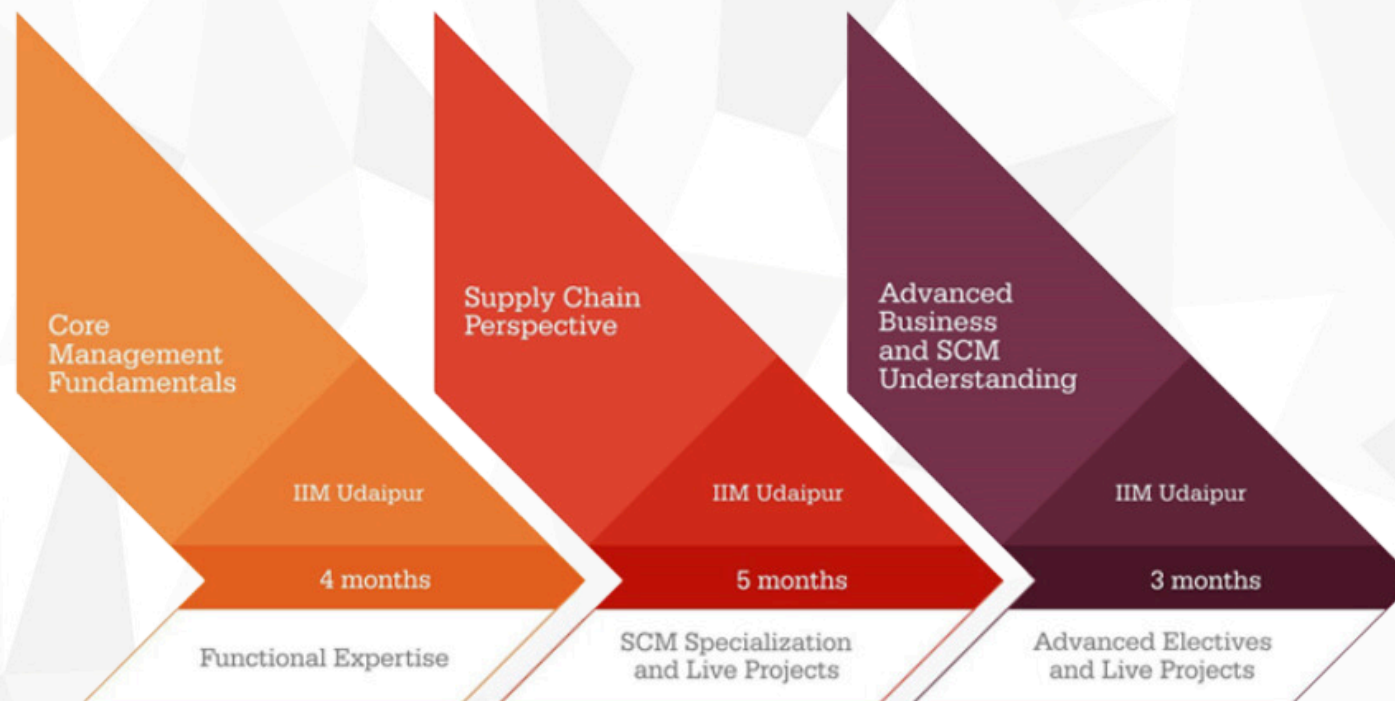 Core
Management
Fundamentals
IIM Udaipur
4 months
Functional Expertise
Supply Chain
Perspective
IIM Udaipur
5 months
SCM Specialization
and Live Projects
Advanced
Business
and SCM
Understanding
IIM Udaipur
3 months
Advanced Electives
and Live Projects